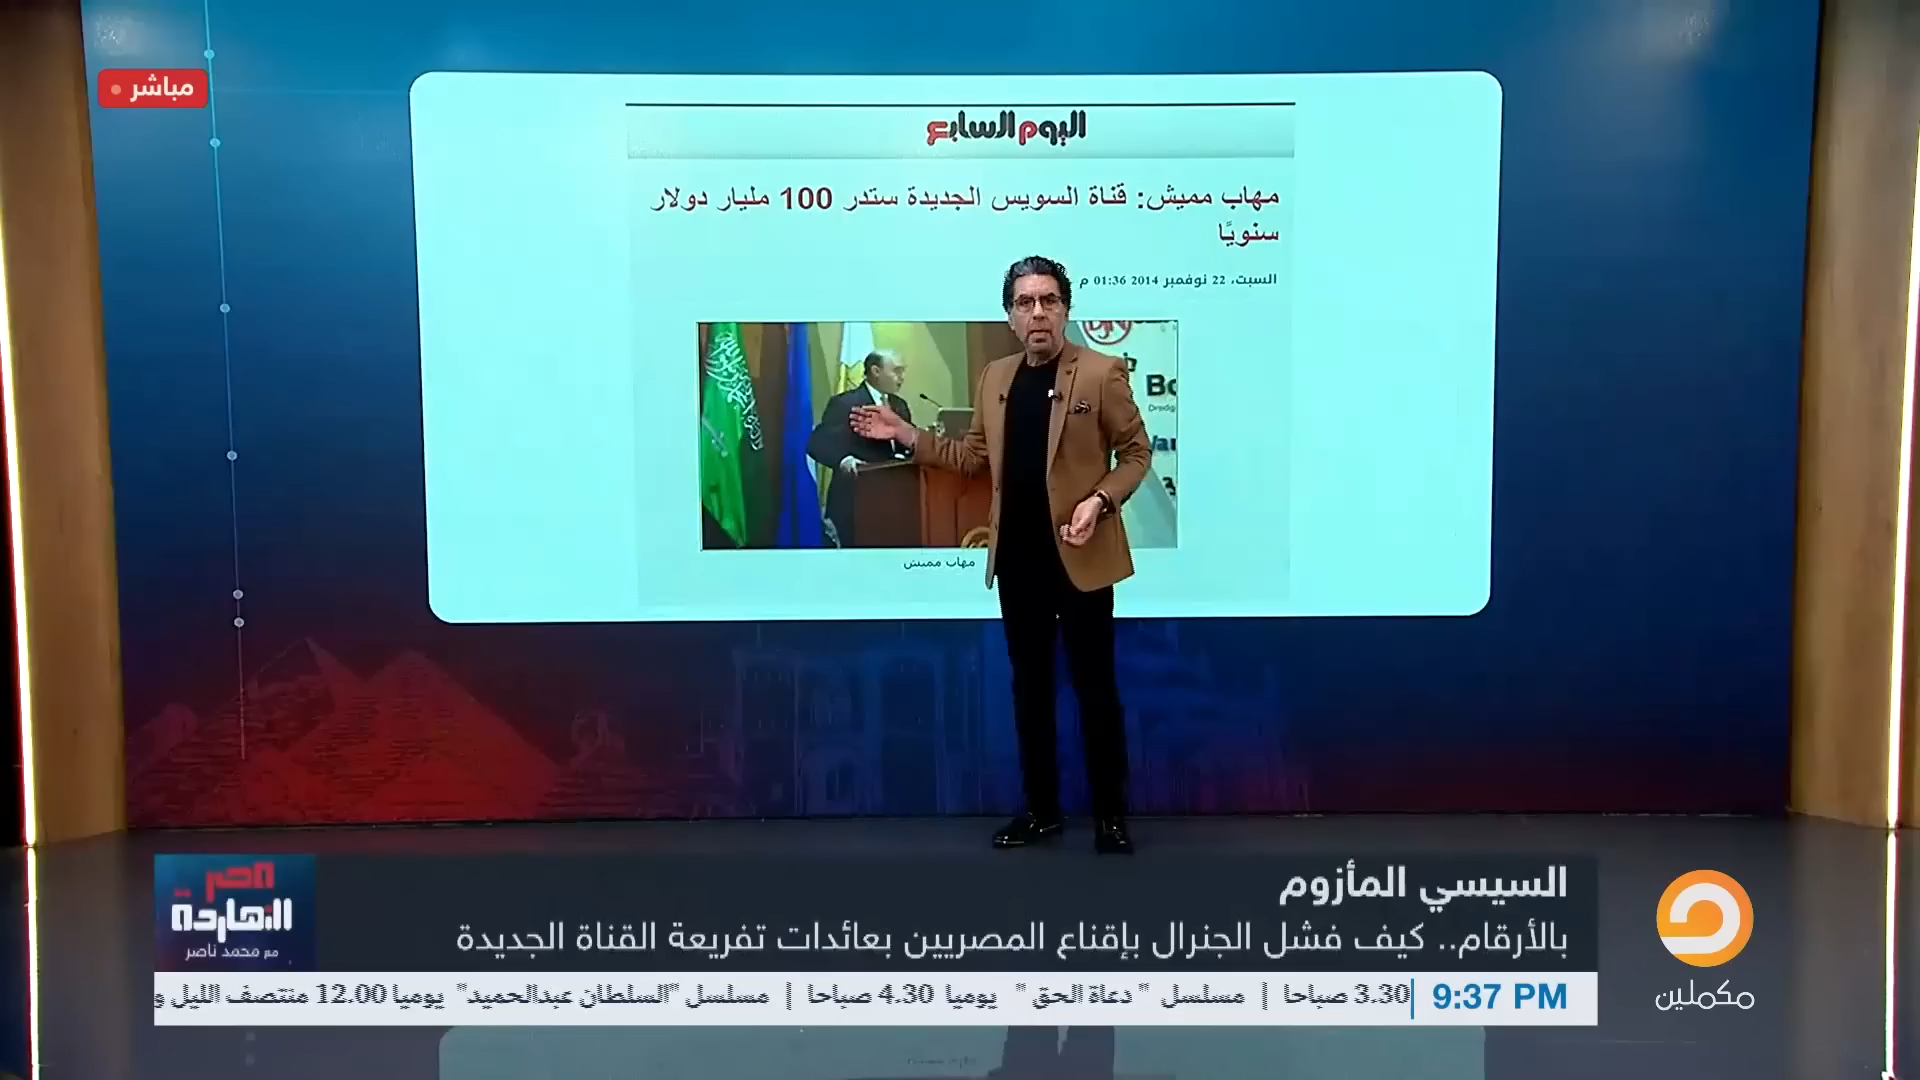 مباشر
اليوم السابع
مهاب مميش: قناة السويس الجديدة ستدر 100 مليار دولار
سنويًا
السبت، 22 نوفمبر 2014 01:36 م
Bo
Dredg
Van
مهاب مميش
السيسي المأزوم
بالأرقام.. كيف فشل الجنرال بإقناع المصريين بعائدات تفريعة القناة الجديدة
مصر
النهاردة
مع محمد ناصر
9:37 PM
3.30 صباحا | مسلسل " دعاة الحق " يوميا 4.30 صباحا | مسلسل "السلطان عبدالحميد" يوميا 12.00 منتصف الليل و
مكملين